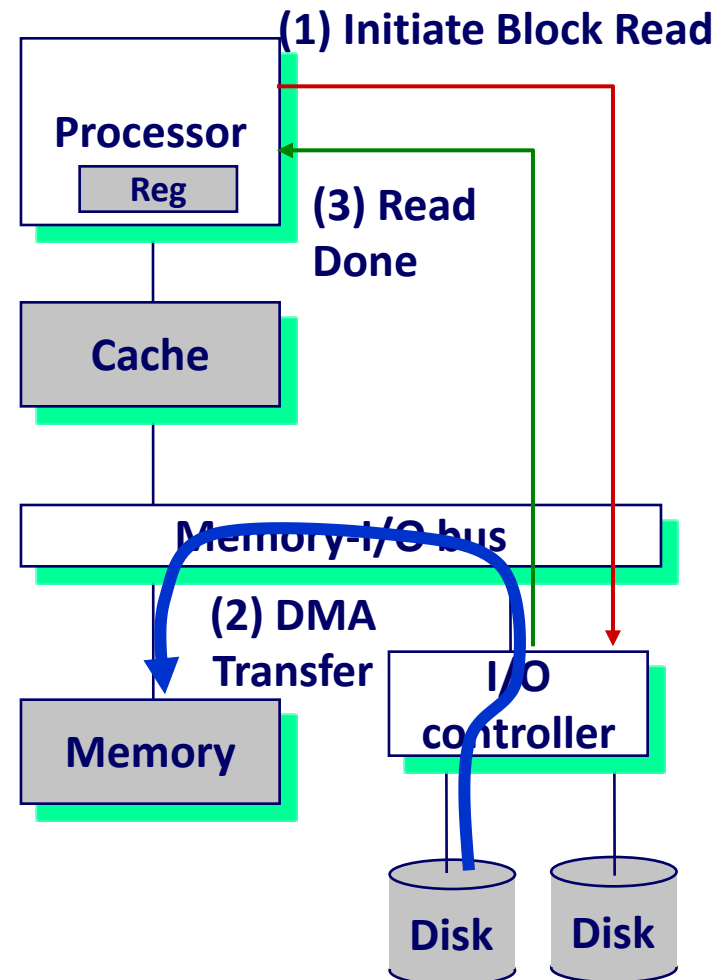 (1) Initiate Block Read
Processor
Reg
(3) Read
Done
Cache
Memory-I/O bus
(2) DMA
Transfer
I/O
controller
Memory
Disk
Disk